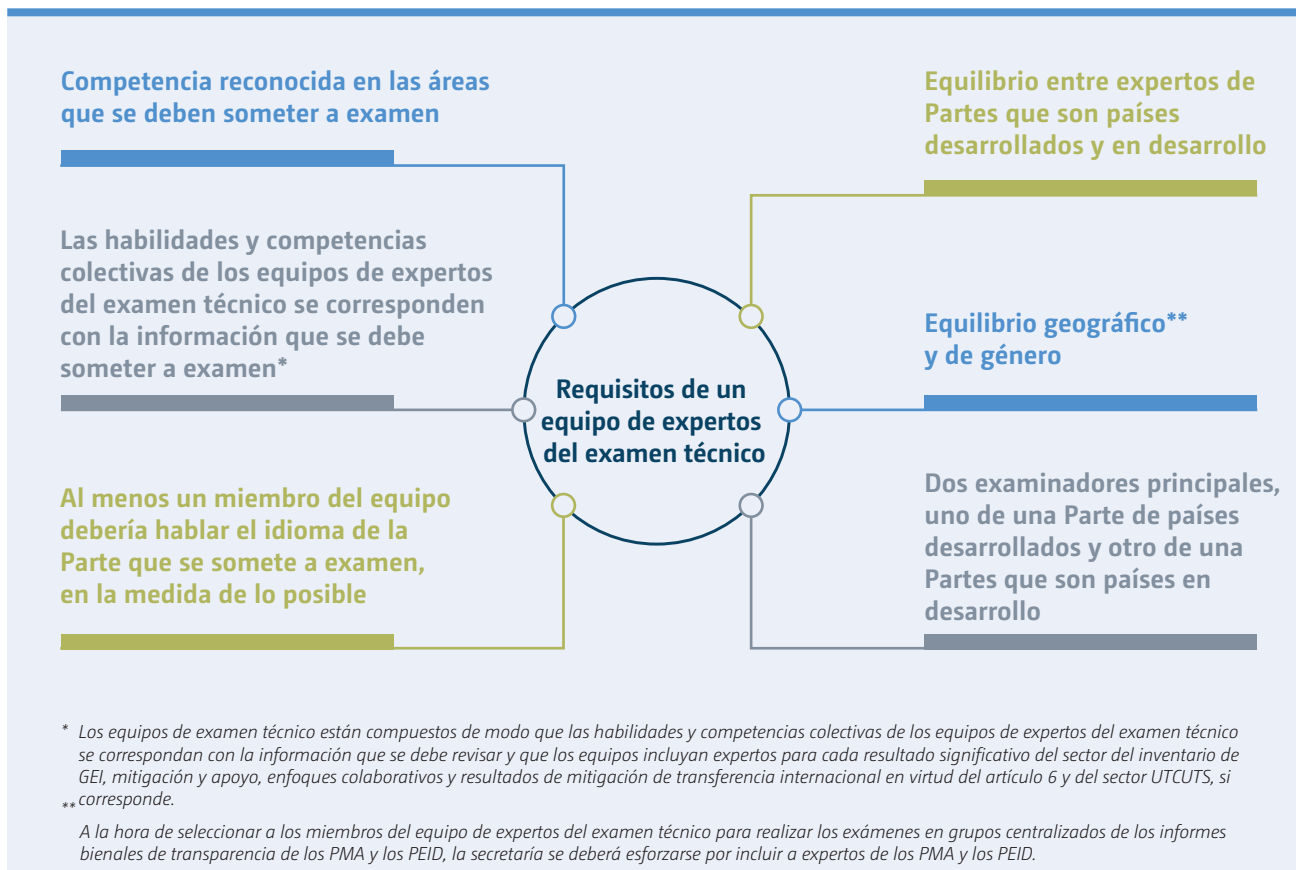 Competencia reconocida en las áreas
que se deben someter a examen
Las habilidades y competencias
colectivas de los equipos de expertos
del examen técnico se corresponden
con la información que se debe
someter a examen*
Al menos un miembro del equipo
debería hablar el idioma de la
Parte que se somete a examen,
en la medida de lo posible
Requisitos de un
equipo de expertos
del examen técnico
Equilibrio entre expertos de
Partes que son países
desarrollados y en desarrollo
Equilibrio geográfico**
y de género
Dos examinadores principales,
uno de una Parte de países
desarrollados y otro de una
Partes que son países en
desarrollo
* Los equipos de examen técnico están compuestos de modo que las habilidades y competencias colectivas de los equipos de expertos del examen técnico
se correspondan con la información que se debe revisar y que los equipos incluyan expertos para cada resultado significativo del sector del inventario de
GEI, mitigación y apoyo, enfoques colaborativos y resultados de mitigación de transferencia internacional en virtud del artículo 6 y del sector UTCUTS, si
corresponde.
**
A la hora de seleccionar a los miembros del equipo de expertos del examen técnico para realizar los exámenes en grupos centralizados de los informes
bienales de transparencia de los PMA y los PEID, la secretaría se deberá esforzarse por incluir a expertos de los PMA y los PEID.